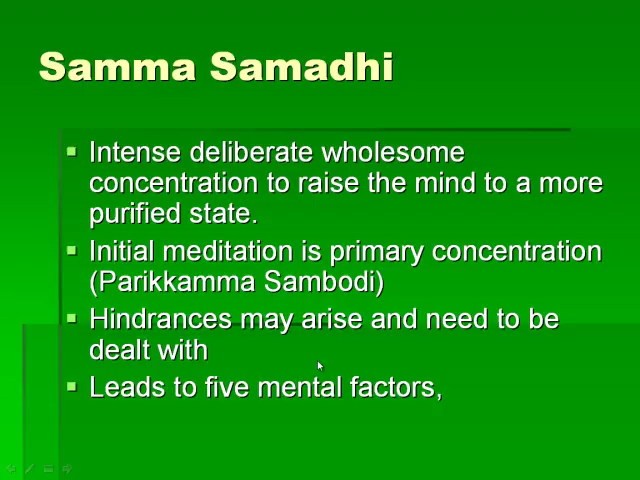 Samma Samadhi
Intense deliberate wholesome
concentration to raise the mind to a more
purified state.
Initial meditation is primary concentration
(Parikkamma Sambodi)
Hindrances may arise and need to be
dealt with
Leads to five mental factors,